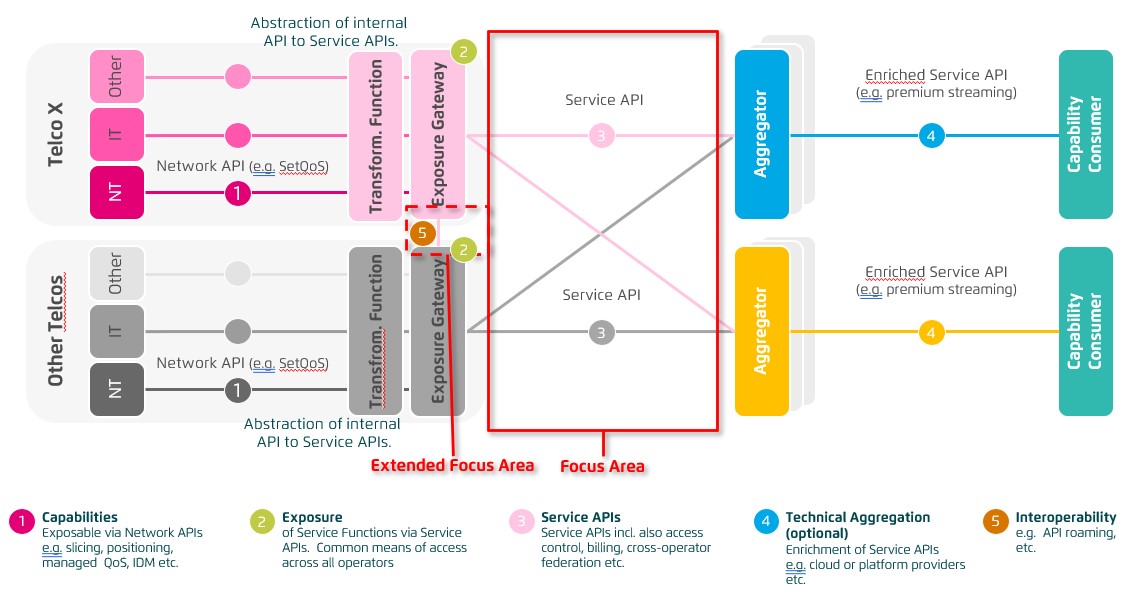 Abstraction of internal
API to Service APIs.
Telco X
Other
IT
NT
Network API (e.g. SetQoS)
1
Transform. Function
Exposure Gateway
2
Service API
3
Aggregator
Enriched Service API
(e.g. premium streaming)
4
Capability
Consumer
5
Other Telcos
Other
IT
NT
Network API (e.g. SetQoS)
1
Transfrom. Function
Exposure Gateway
2
Service API
3
Aggregator
Enriched Service API
(e.g. premium streaming)
4
Capability
Consumer
Abstraction of internal
API to Service APIs.
Extended Focus Area
Focus Area
1
Capabilities
Exposable via Network APIs
e.g. slicing, positioning,
managed QoS, IDM etc.
2
Exposure
of Service Functions via Service
APIs. Common means of access
across all operators
3
Service APIs
Service APIs incl. also access
control, billing, cross-operator
federation etc.
4
Technical Aggregation
(optional)
Enrichment of Service APIs
e.g. cloud or platform providers
etc.
5
Interoperability
e.g. API roaming,
etc.